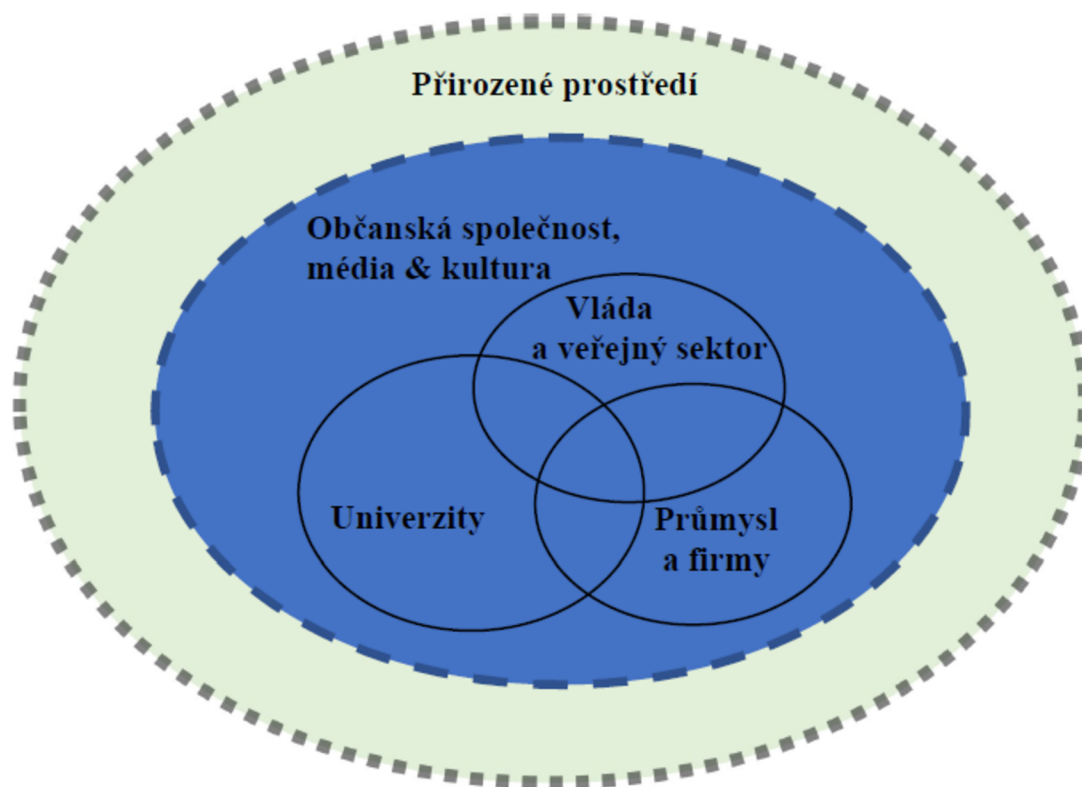 Přirozené prostředí
Občanská společnost,
média & kultura
Vláda
a veřejný sektor
Univerzity
Průmysl
a firmy